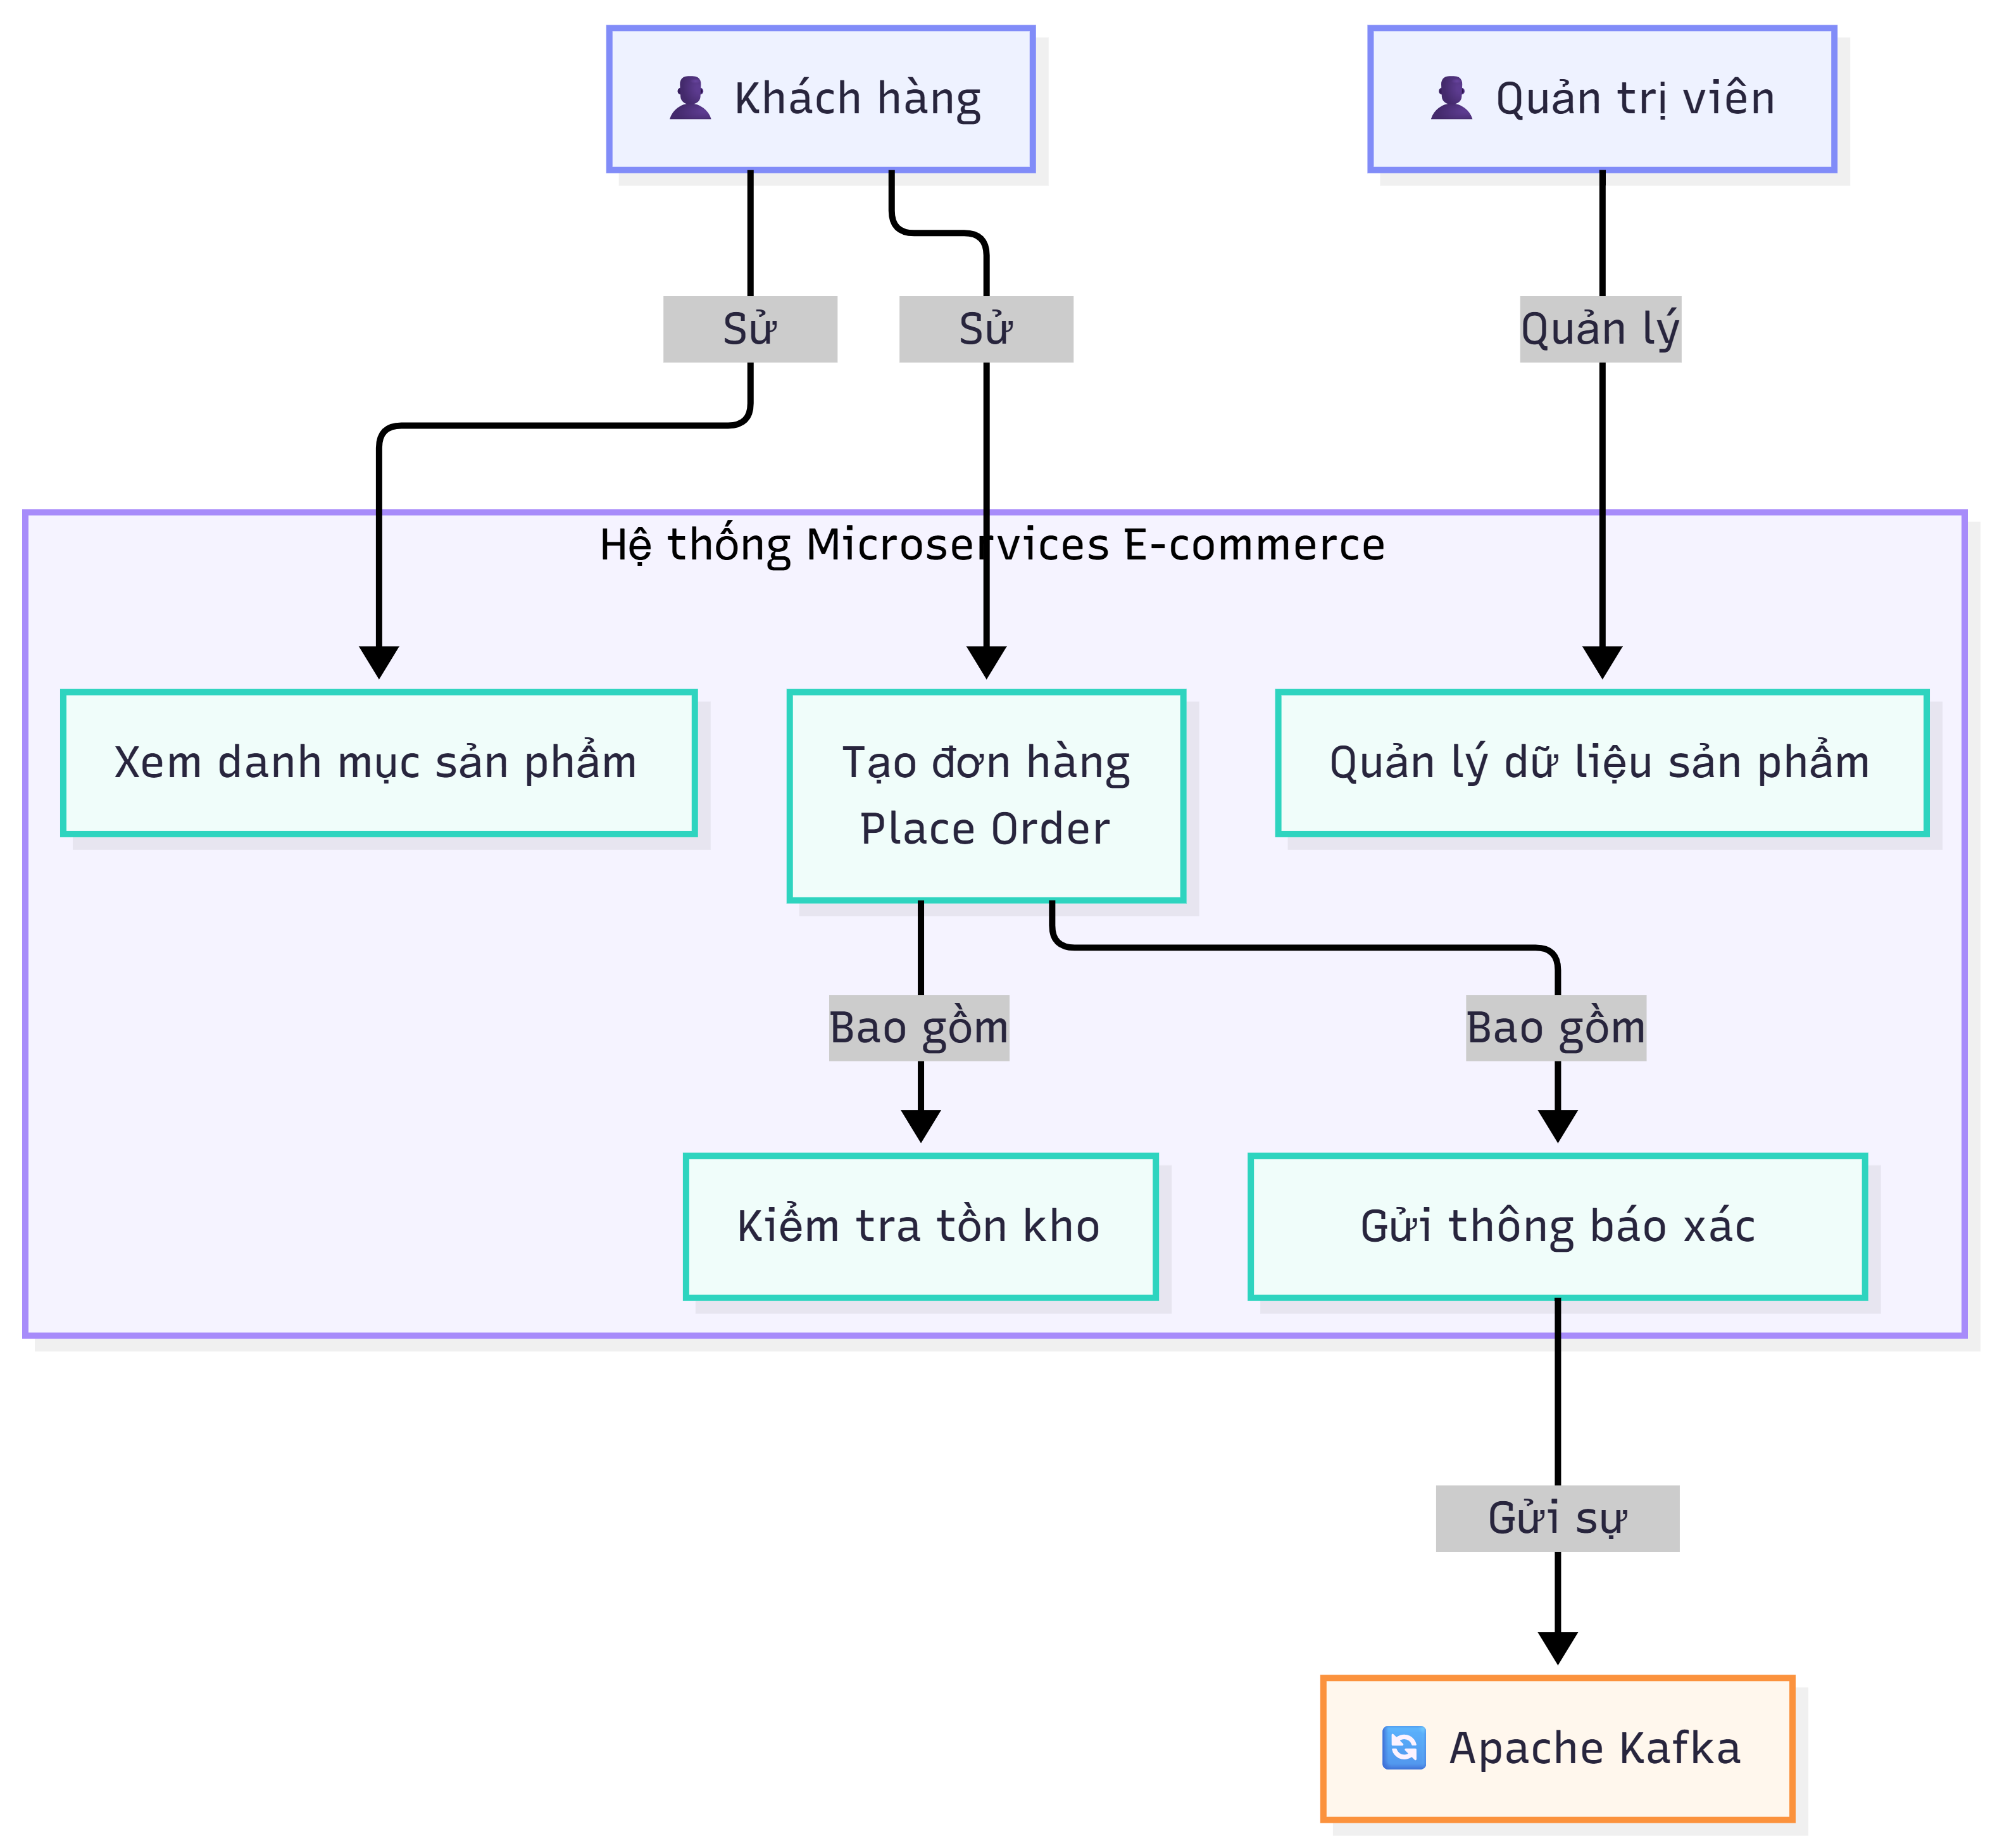 Khách hàng
Quản trị viên
Sử
Sử
Quản lý
Hệ thống Microservices E-commerce
Xem danh mục sản phẩm
Tạo đơn hàng
Place Order
Quản lý dữ liệu sản phẩm
Bao gồm
Bao gồm
Kiểm tra tồn kho
Gửi thông báo xác
Gửi sự
Apache Kafka